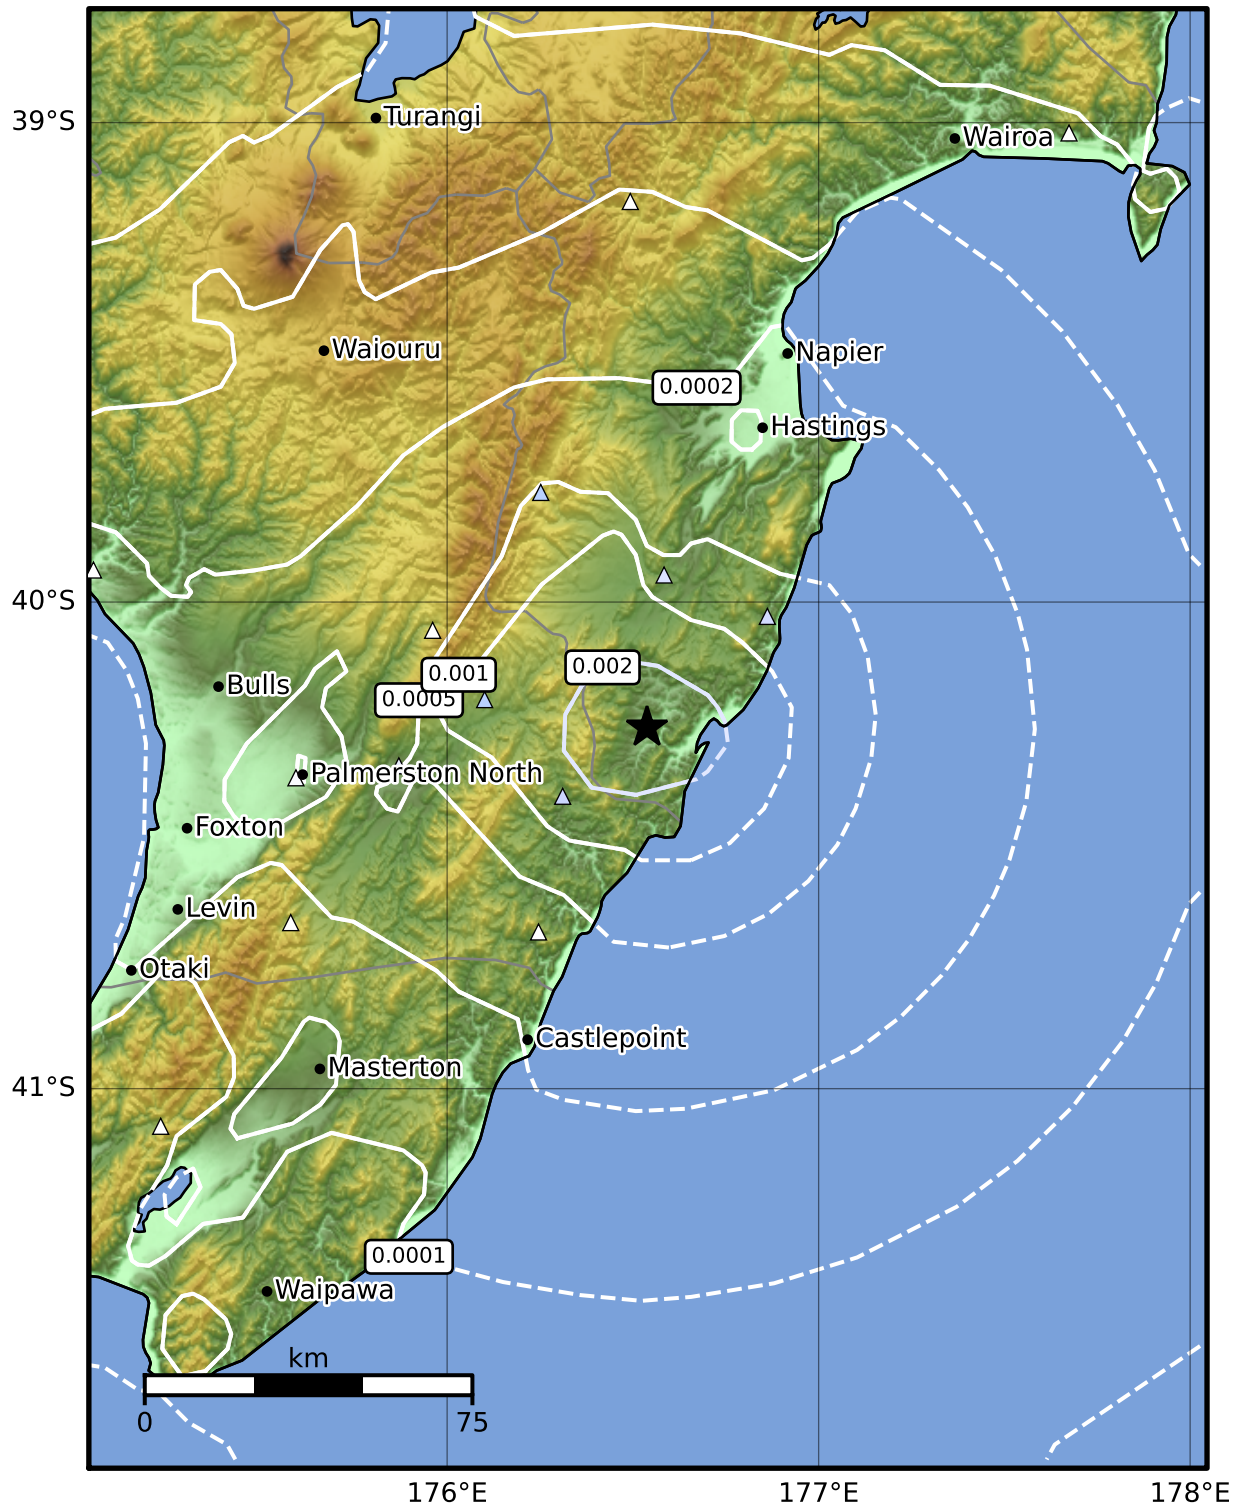 39°S
Turangi
Wairoa
Waiouru
Napier
0.0002
Hastings
40°S
0.002
0.001
0.0005
Bulls
Palmerston North
Foxton
Levin
Otaki
Castlepoint
Masterton
41°S
0.0001
Waipawa
km
0 75
176°E 177°E 178°E